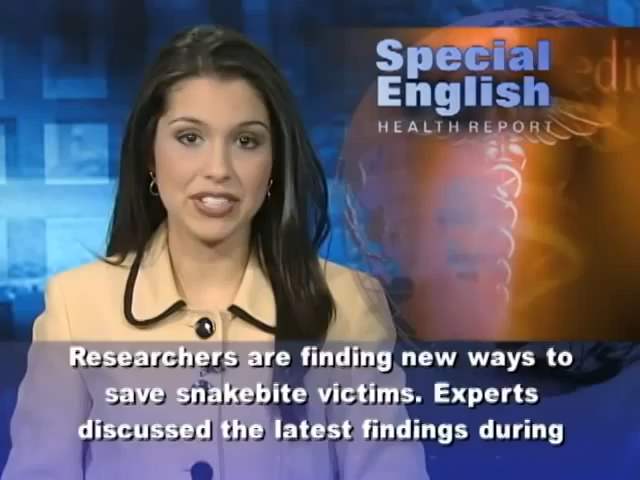 Special
English
HEALTH REPORT
Researchers are finding new ways to
save snakebite victims. Experts
discussed the latest findings during